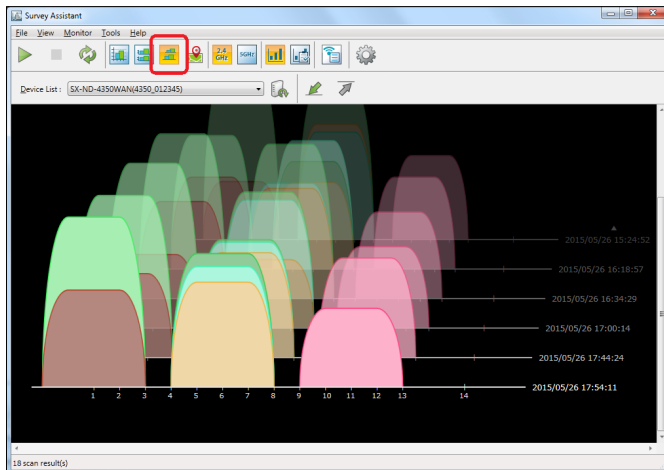 Survey Assistant
File View Monitor Tools Help
2.4 GHz 5GHz
Device List : SX-ND-4350WAN(4350_012345)
2015/05/26 15:24:52
2015/05/26 16:18:57
2015/05/26 16:34:29
2015/05/26 17:00:14
2015/05/26 17:44:24
2015/05/26 17:54:11
1 2 3 4 5 6 7 8 9 10 11 12 13 14
18 scan result(s)